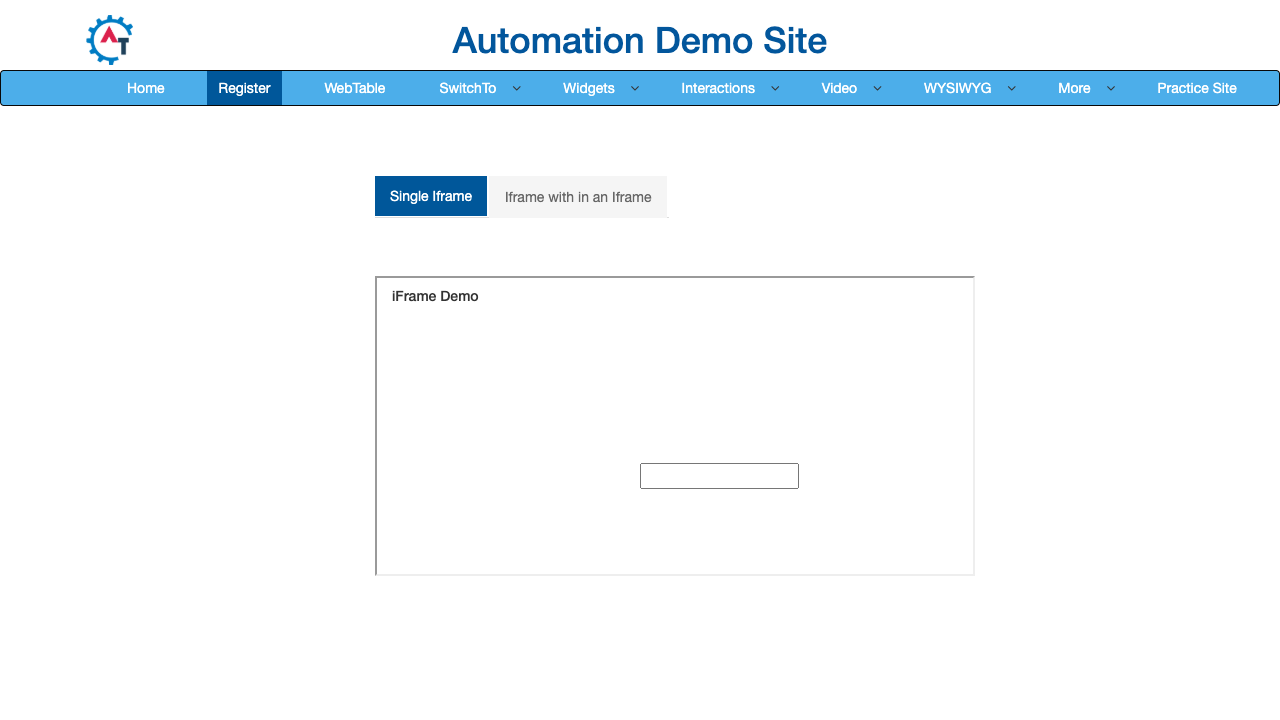 AT
Automation Demo Site
Home Register WebTable SwitchTo Widgets Interactions Video WYSIWYG More Practice Site
Single Iframe Iframe with in an Iframe
iFrame Demo